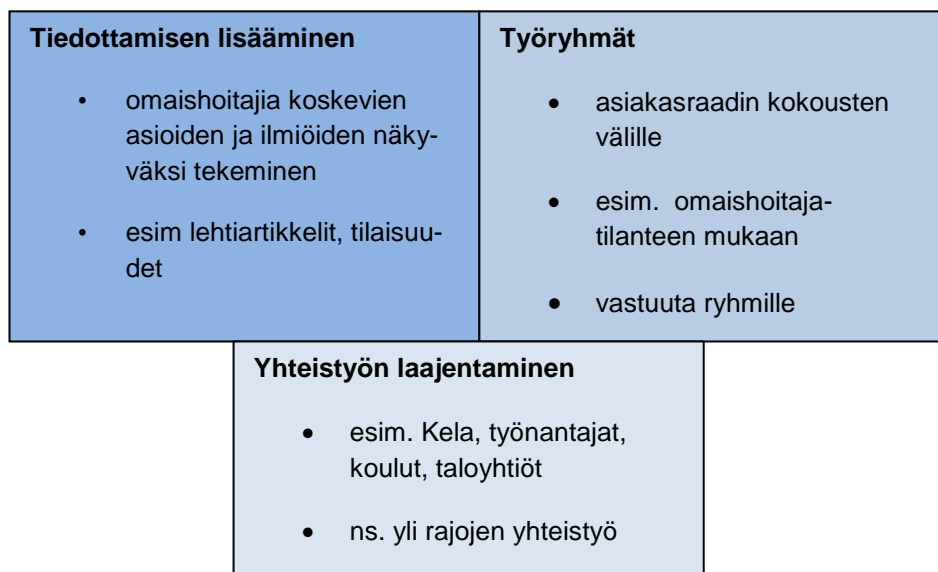 Tiedottamisen lisääminen
• omaishoitajia koskevien
asioiden ja ilmiöiden näky-
väksi tekeminen
• esim lehtiartikkelit, tilaisuu-
det
Työryhmät
• asiakasraadin kokousten
välille
• esim.  omaishoitaja-
tilanteen mukaan
• vastuuta ryhmille
Yhteistyön laajentaminen
• esim. Kela, työnantajat,
koulut, taloyhtiöt
• ns. yli rajojen yhteistyö